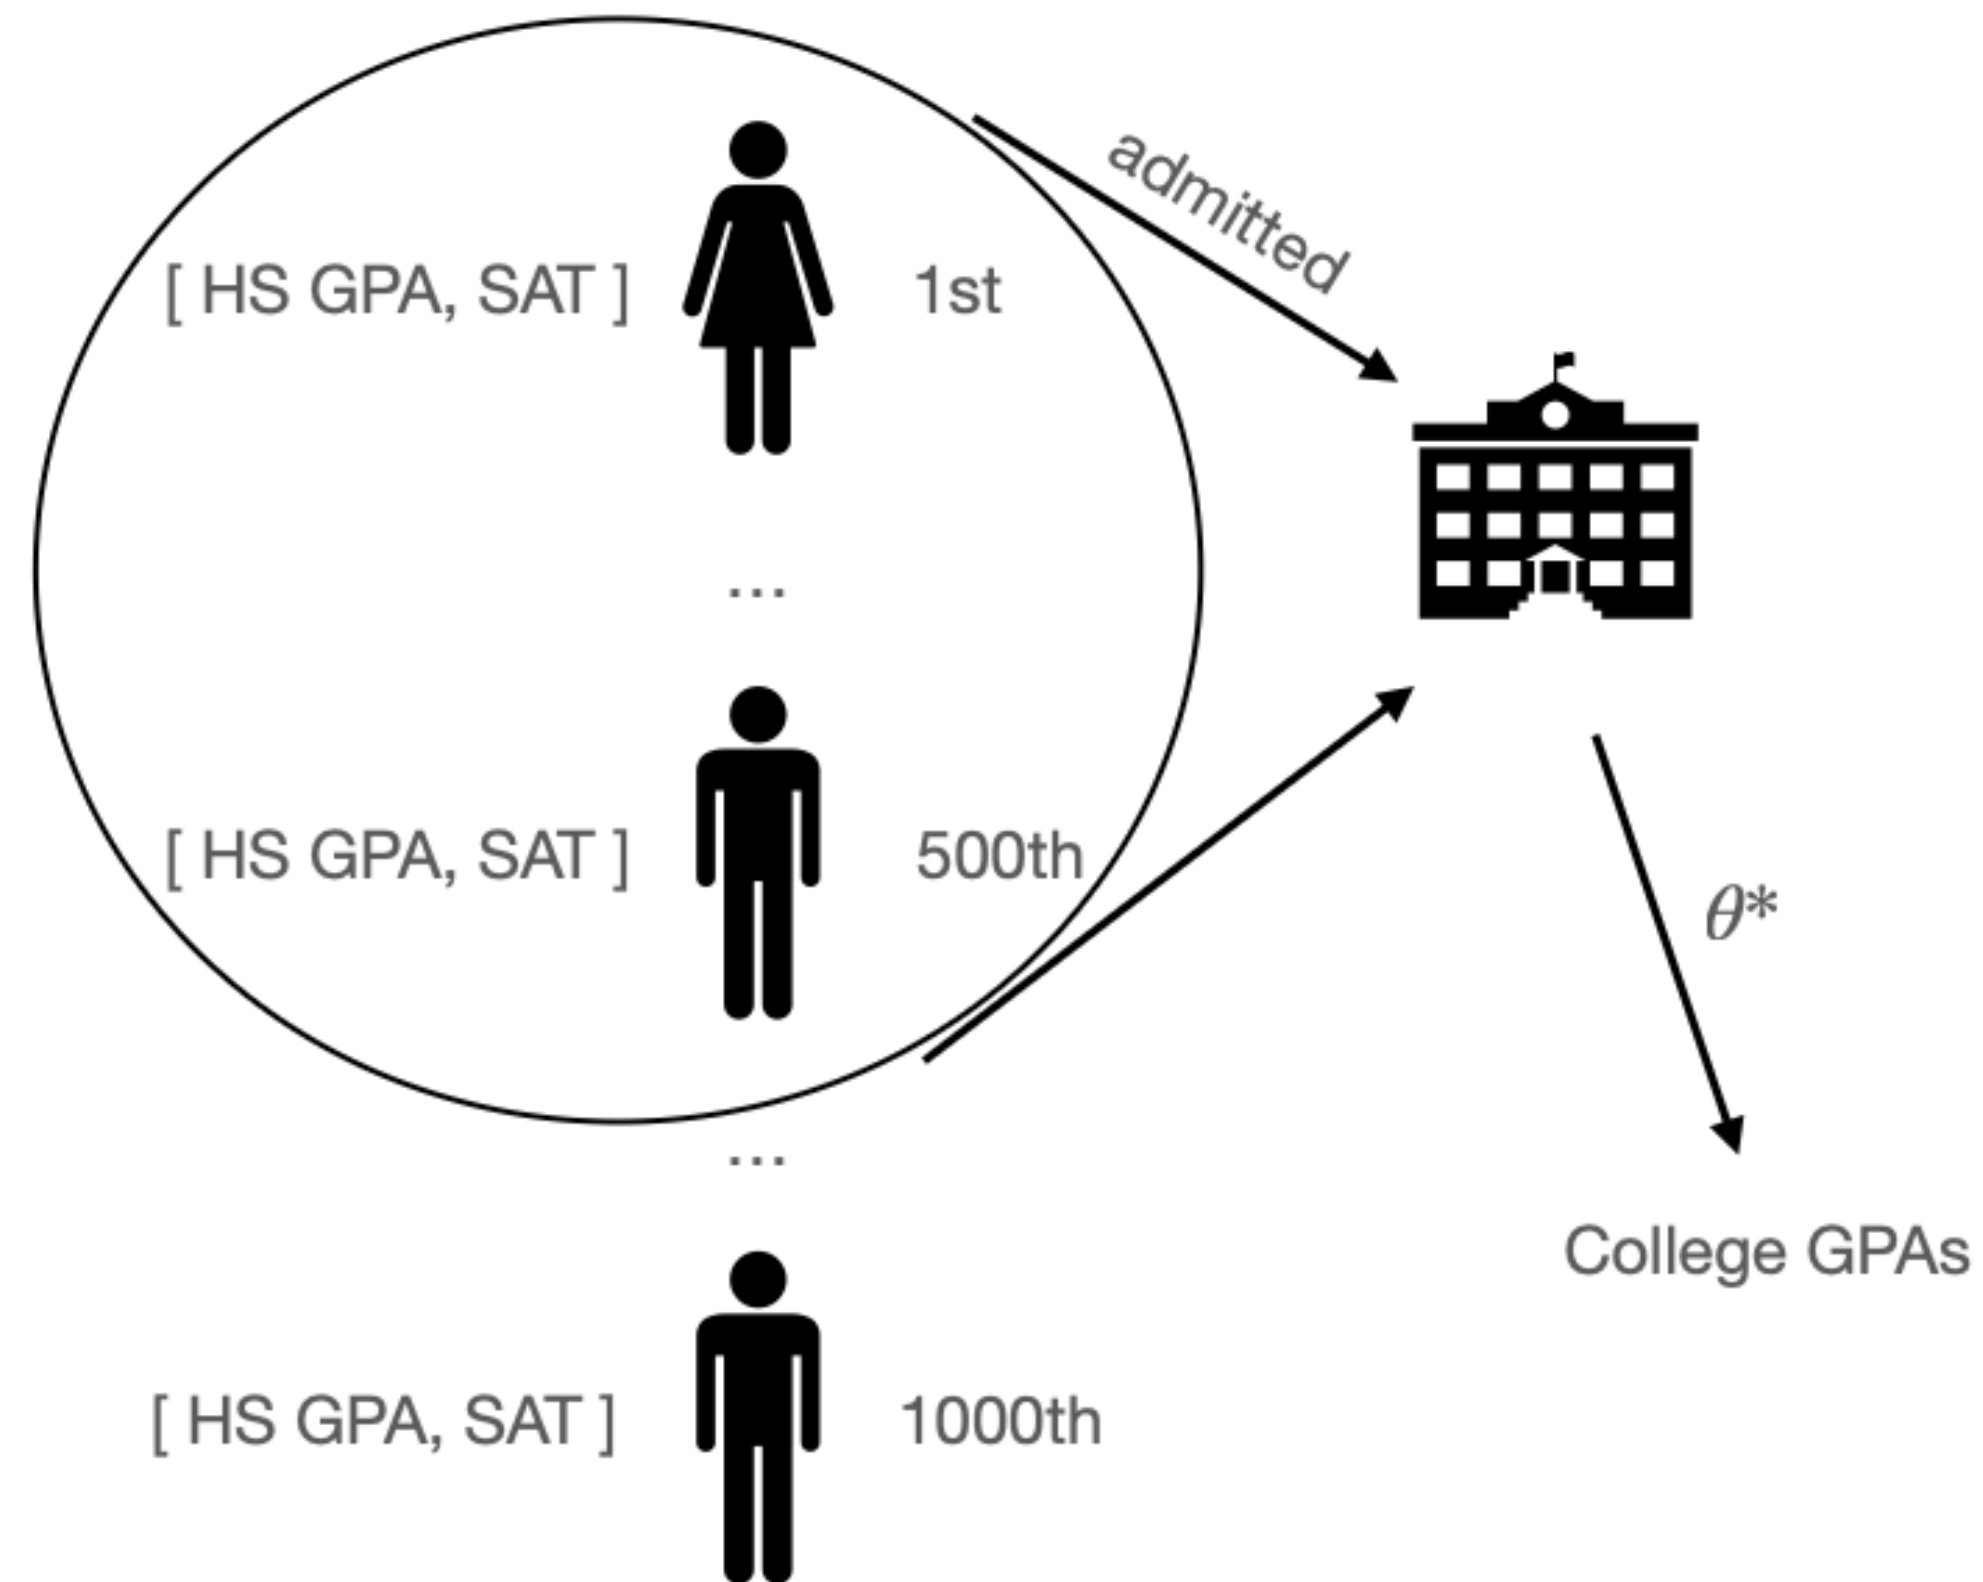 admitted
[ HS GPA, SAT ] 1st
...
[ HS GPA, SAT ] 500th
θ*
...
College GPAs
[ HS GPA, SAT ] 1000th